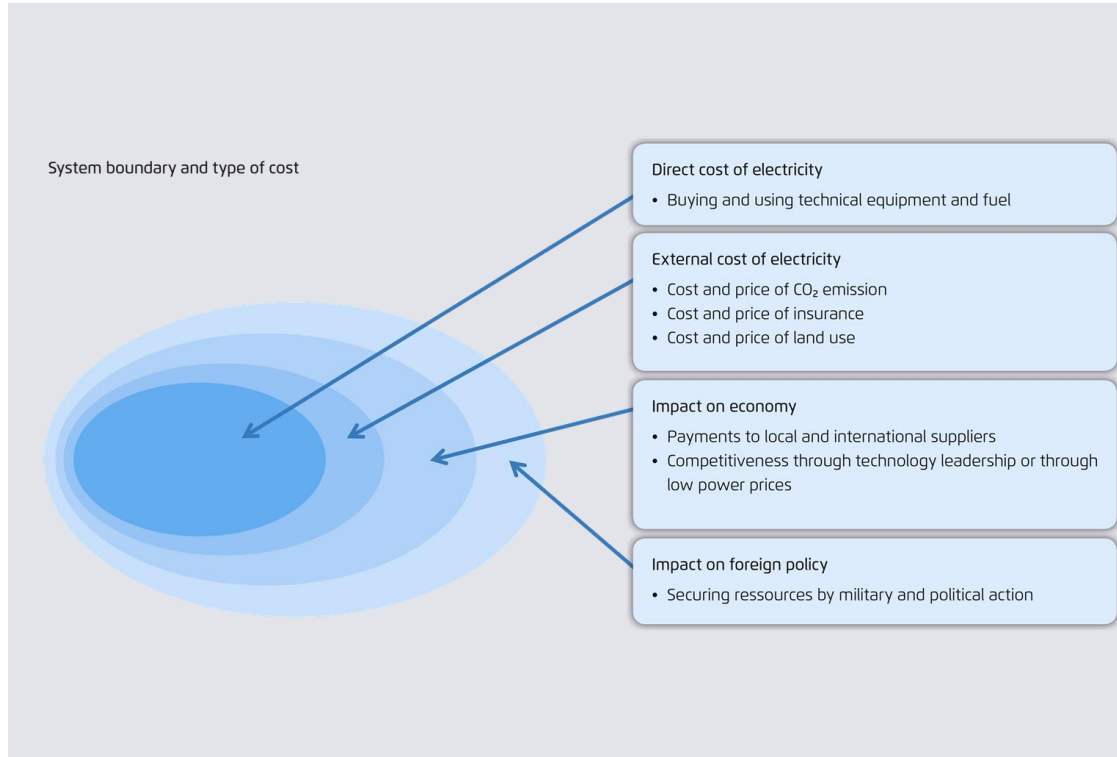 System boundary and type of cost
Direct cost of electricity
• Buying and using technical equipment and fuel
External cost of electricity
• Cost and price of CO₂ emission
• Cost and price of insurance
• Cost and price of land use
Impact on economy
• Payments to local and international suppliers
• Competitiveness through technology leadership or through
low power prices
Impact on foreign policy
• Securing ressources by military and political action